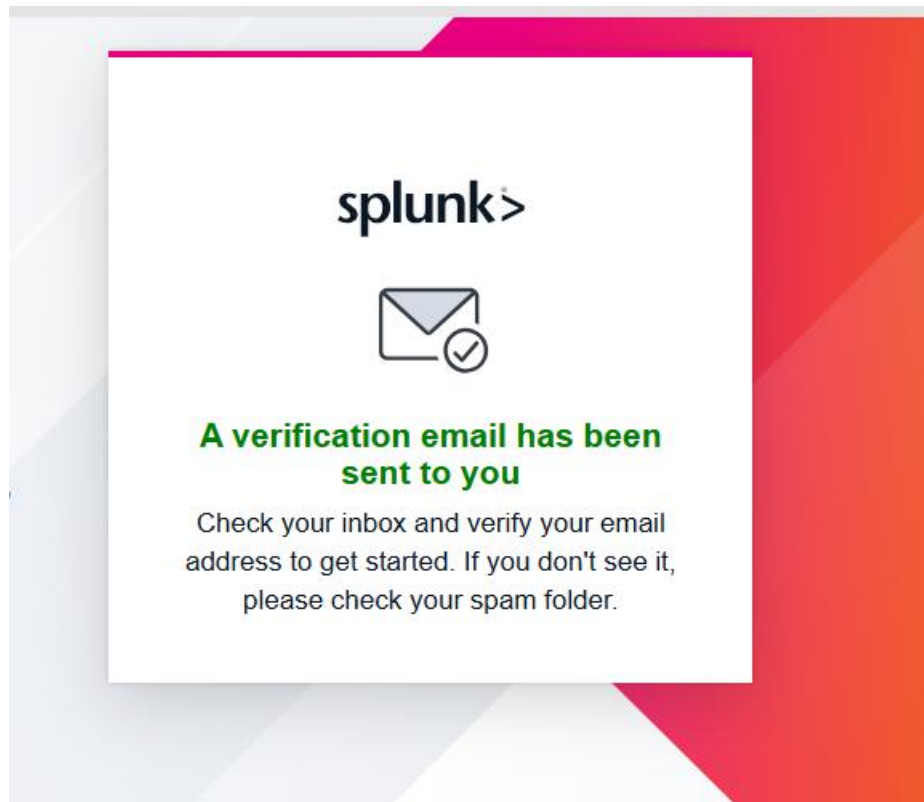 splunk>
A verification email has been
sent to you
Check your inbox and verify your email
address to get started. If you don't see it,
please check your spam folder.